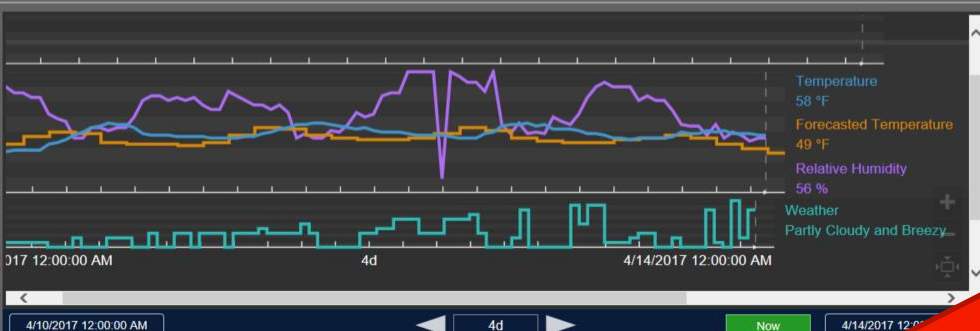 Temperature
58 °F
Forecasted Temperature
49 °F
Relative Humidity
56 %
Weather
Partly Cloudy and Breezy
017 12:00:00 AM
4d
4/14/2017 12:00:00 AM
4/10/2017 12:00:00 AM
4d
Now
4/14/2017 12:0